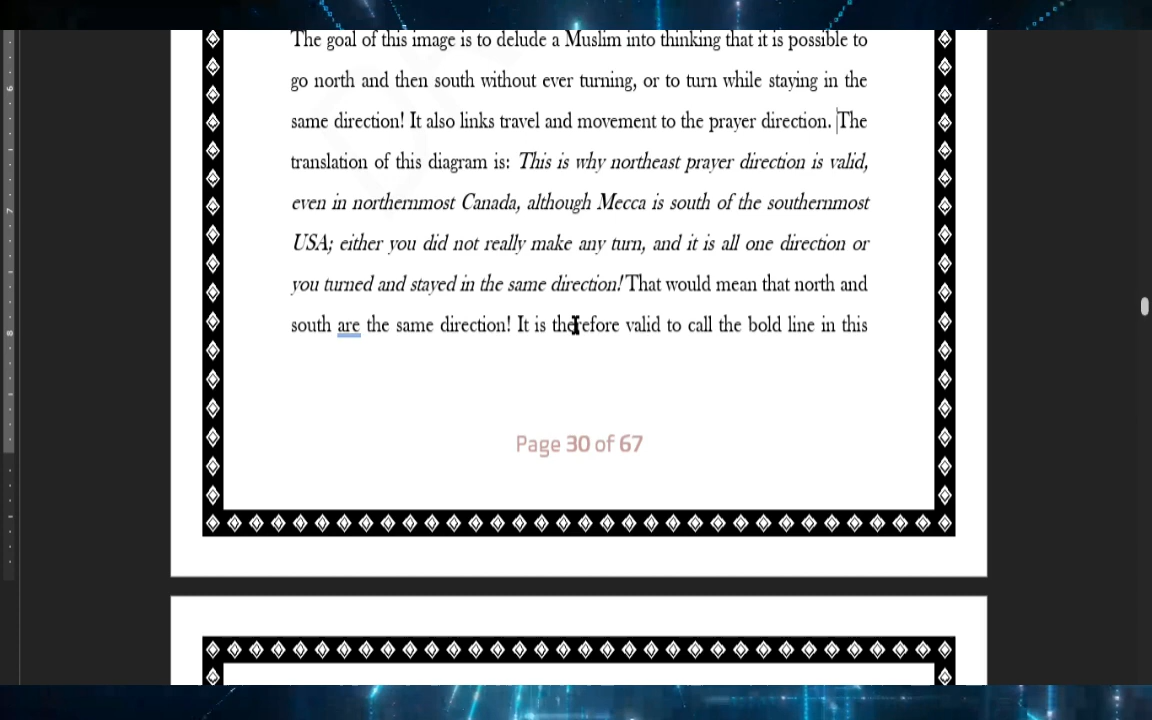 The goal of this image is to delude a Muslim into thinking that it is possible to
go north and then south without ever turning, or to turn while staying in the
same direction! It also links travel and movement to the prayer direction. The
translation of this diagram is: This is why northeast prayer direction is valid,
even in northernmost Canada, although Mecca is south of the southernmost
USA; either you did not really make any turn, and it is all one direction or
you turned and stayed in the same direction! That would mean that north and
south are the same direction! It is therefore valid to call the bold line in this
Page 30 of 67